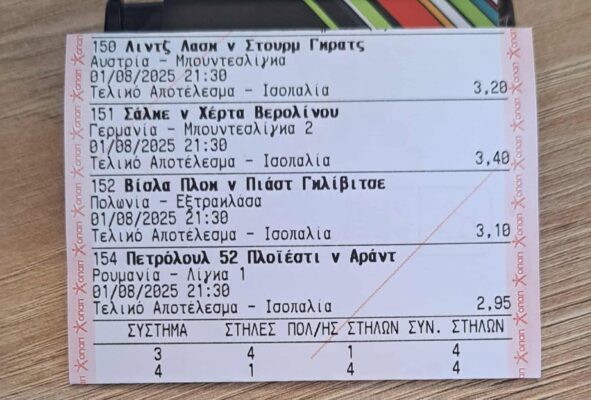 150 Λιντζ Λασκ v Στουρμ Γκρατς
Αυστρία - Μπουντεσλίγκα
01/08/2025 21:30
Τελικό Αποτέλεσμα - Ισοπαλία 3,20
151 Σάλκε v Χέρτα Βερολίνου
Γερμανία - Μπουντεσλίγκα 2
01/08/2025 21:30
Τελικό Αποτέλεσμα - Ισοπαλία 3,40
152 Βίσλα Πλοκ v Πιάστ Γκλίβιτσε
Πολωνία - Εξτρακλάσα
01/08/2025 21:30
Τελικό Αποτέλεσμα - Ισοπαλία 3,10
154 Πετρόλουλ 52 Πλοϊέστι v Αράντ
Ρουμανία - Λίγκα 1
01/08/2025 21:30
Τελικό Αποτέλεσμα - Ισοπαλία 2,95
ΣΥΣΤΗΜΑ ΣΤΗΛΕΣ ΠΟΛ/ΗΣ ΣΤΗΛΩΝ ΣΥΝ. ΣΤΗΛΩΝ
3 4 1 4
4 1 4 4
οπαπ